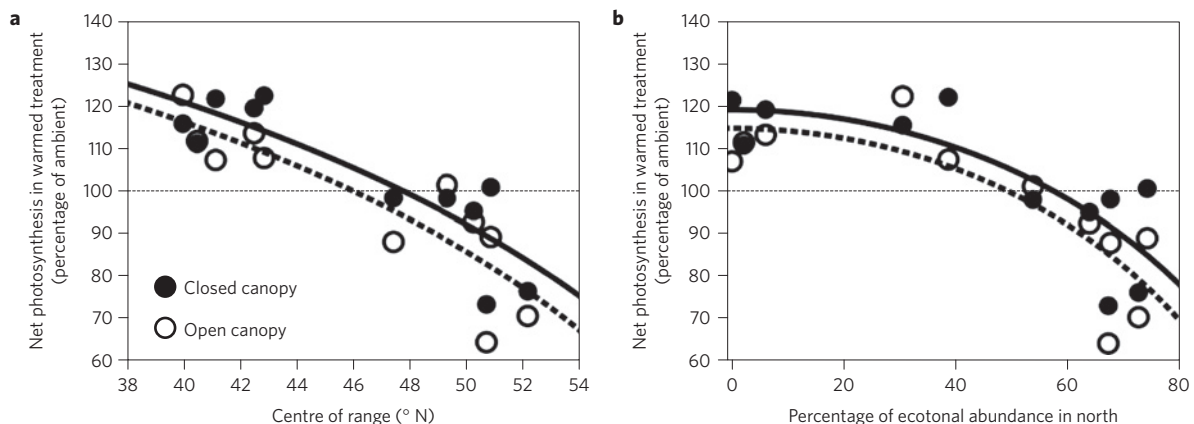 a
Net photosynthesis in warmed treatment
(percentage of ambient)
140
130
120
110
100
90
80
70
60
Closed canopy
Open canopy
38 40 42 44 46 48 50 52 54
Centre of range (° N)
b
Net photosynthesis in warmed treatment
(percentage of ambient)
140
130
120
110
100
90
80
70
60
0 20 40 60 80
Percentage of ecotonal abundance in north